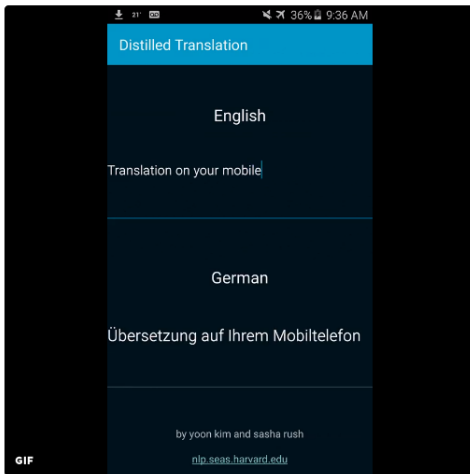 21°
36% 9:36 AM
Distilled Translation
English
Translation on your mobile
German
Übersetzung auf Ihrem Mobiltelefon
by yoon kim and sasha rush
nlp.seas.harvard.edu
GIF